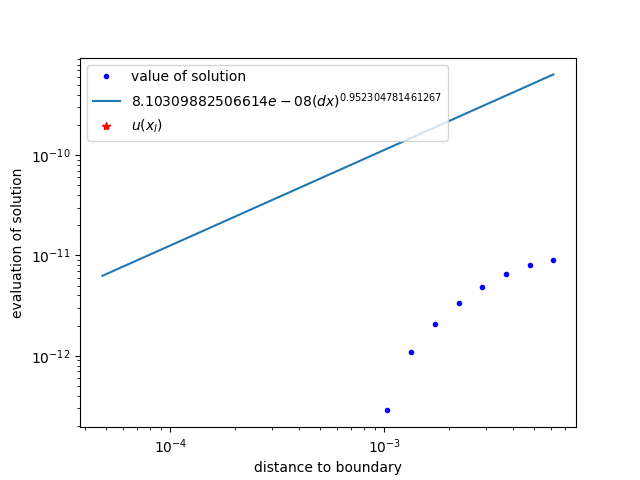 value of solution
8.10309882506614e − 08(dx)^0.952304781461267
u(x_l)
10^−10
10^−11
10^−12
evaluation of solution
10^−4
10^−3
distance to boundary